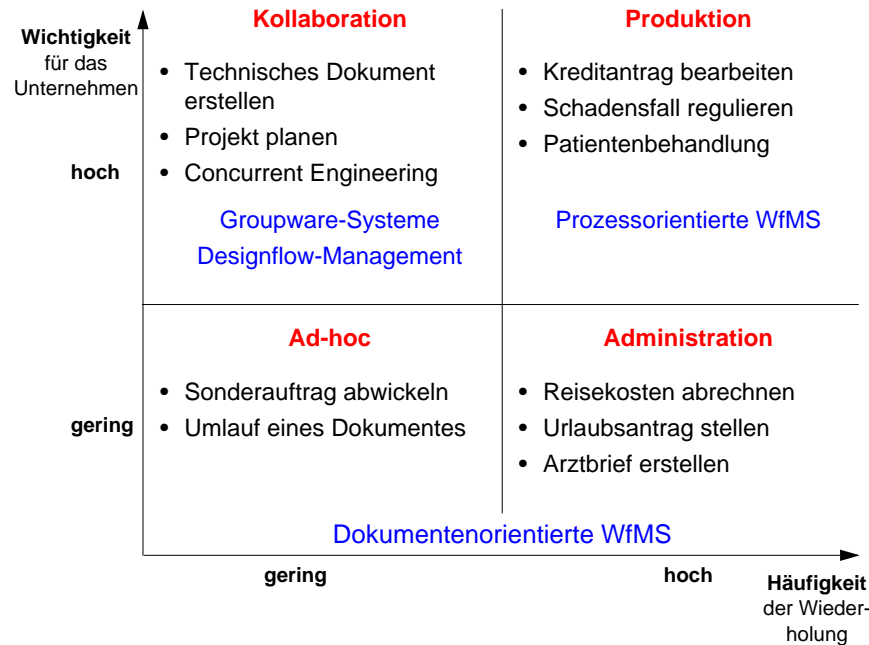 Kollaboration
Produktion
Wichtigkeit
für das
Unternehmen
hoch
• Technisches Dokument
erstellen
• Projekt planen
• Concurrent Engineering
Groupware-Systeme
Designflow-Management
• Kreditantrag bearbeiten
• Schadensfall regulieren
• Patientenbehandlung
Prozessorientierte WfMS
Ad-hoc
Administration
gering
• Sonderauftrag abwickeln
• Umlauf eines Dokumentes
• Reisekosten abrechnen
• Urlaubsantrag stellen
• Arztbrief erstellen
Dokumentenorientierte WfMS
gering
hoch
Häufigkeit
der Wieder-
holung